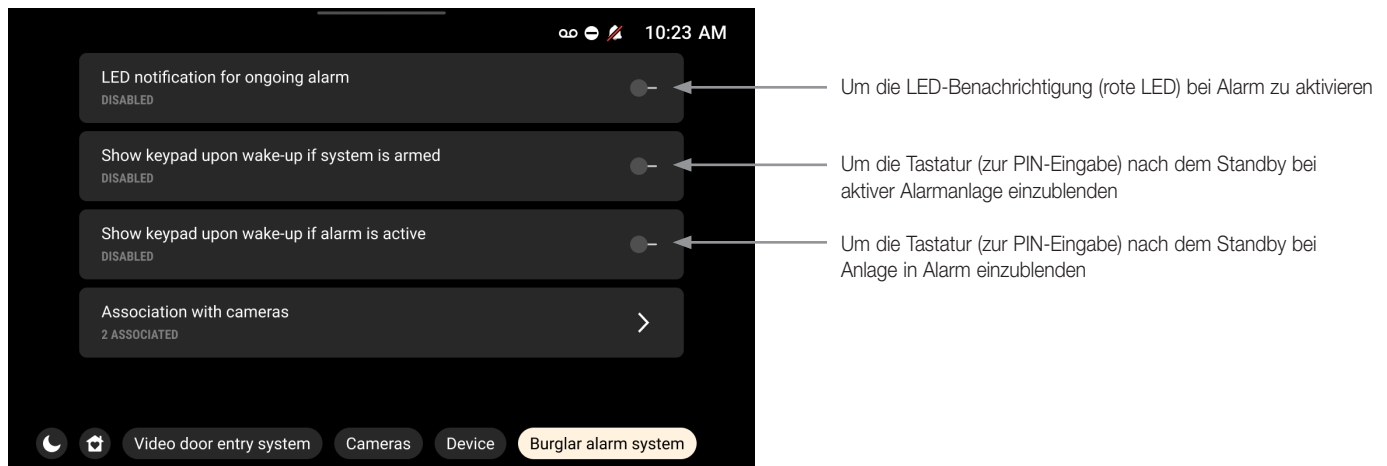 10:23 AM
LED notification for ongoing alarm
DISABLED
Um die LED-Benachrichtigung (rote LED) bei Alarm zu aktivieren
Show keypad upon wake-up if system is armed
DISABLED
Um die Tastatur (zur PIN-Eingabe) nach dem Standby bei
aktiver Alarmanlage einzublenden
Show keypad upon wake-up if alarm is active
DISABLED
Um die Tastatur (zur PIN-Eingabe) nach dem Standby bei
Anlage in Alarm einzublenden
Association with cameras
2 ASSOCIATED
Video door entry system
Cameras
Device
Burglar alarm system